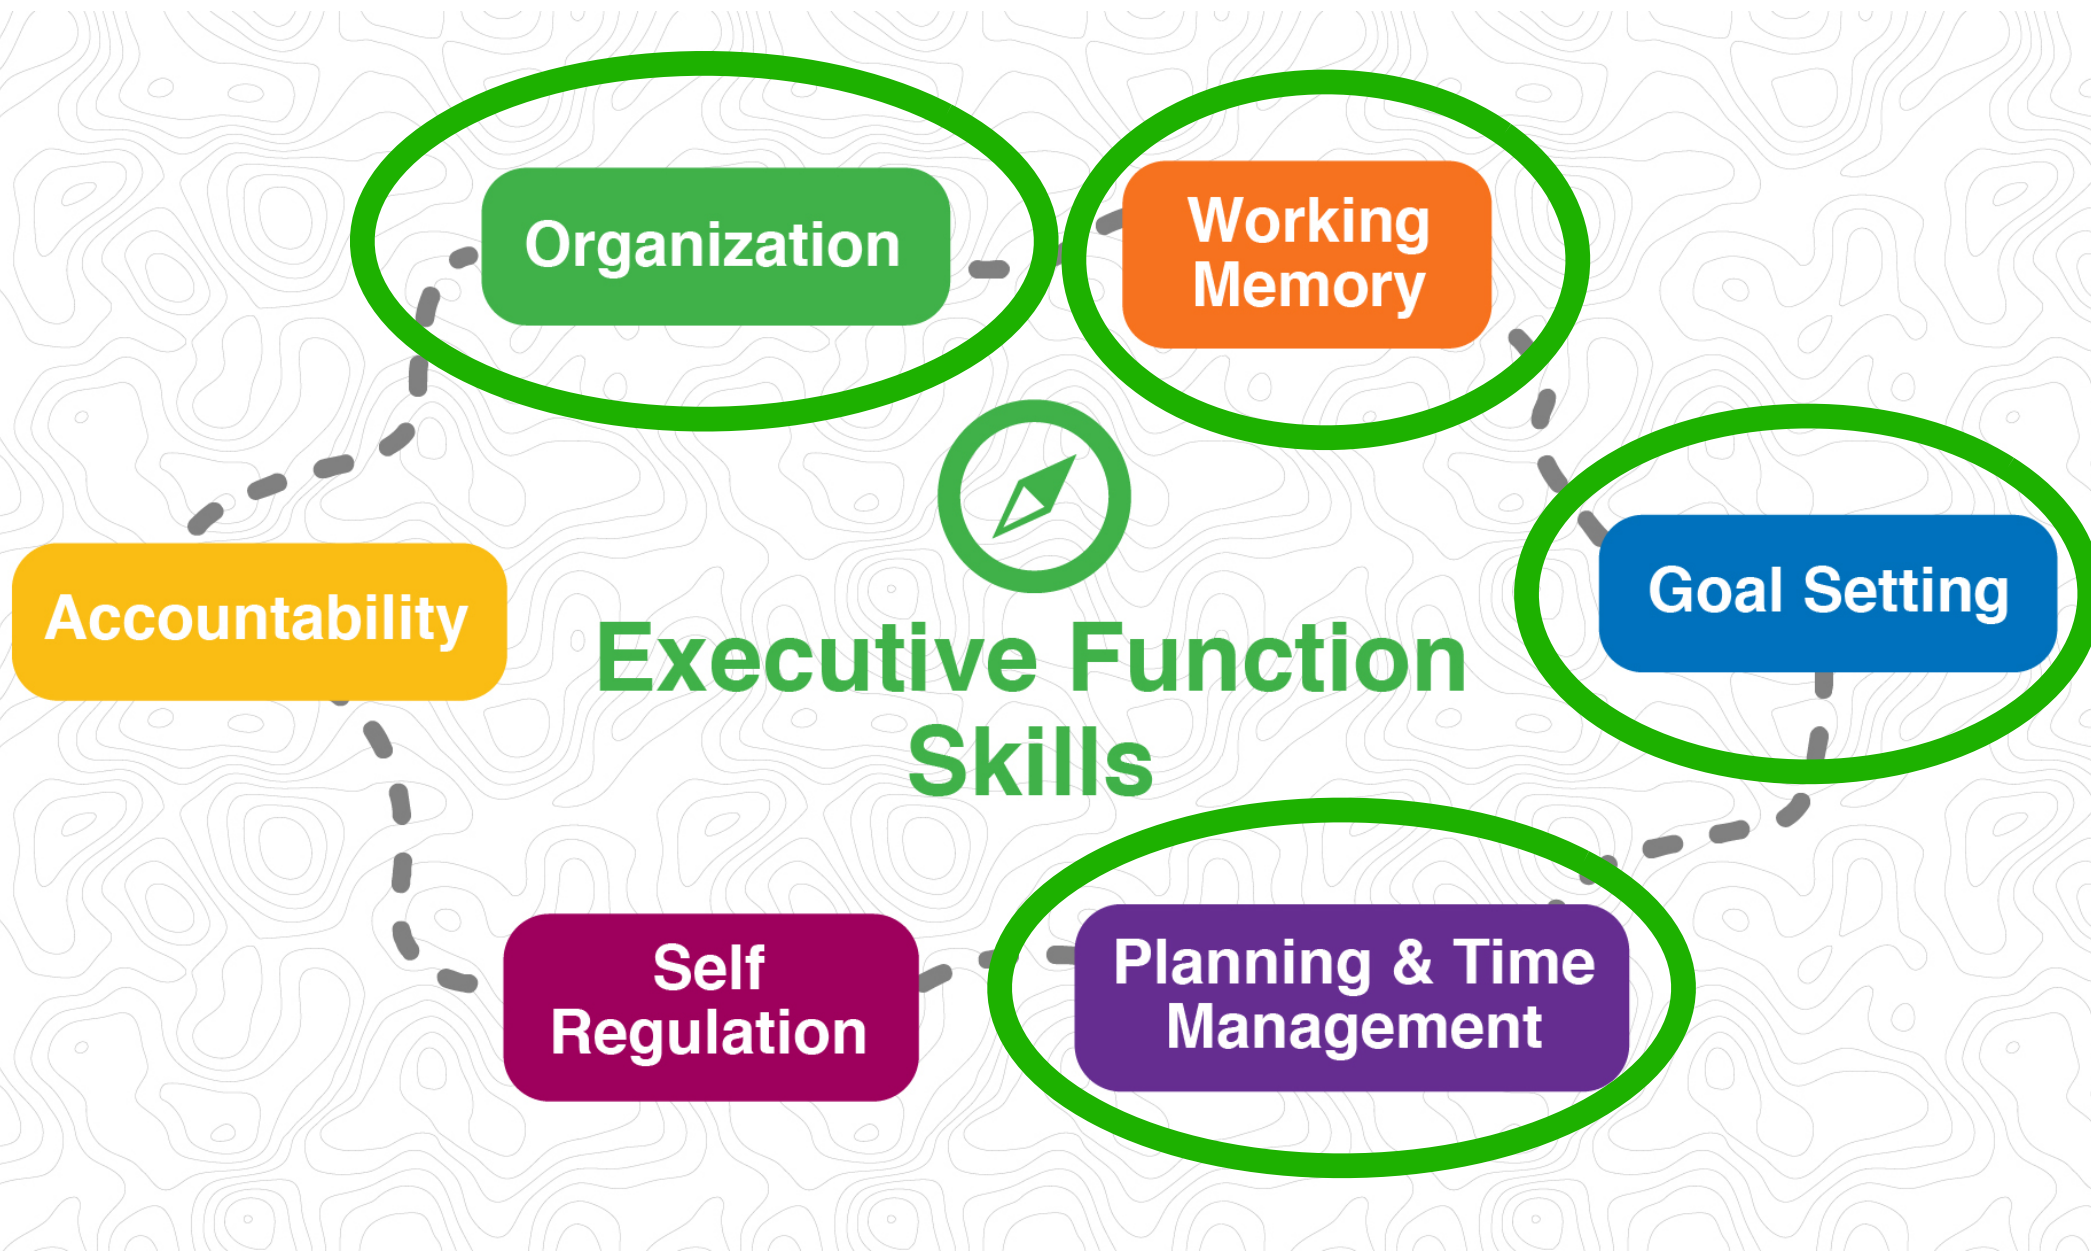 Organization
Working
Memory
Goal Setting
Accountability
Executive Function
Skills
Self
Regulation
Planning & Time
Management